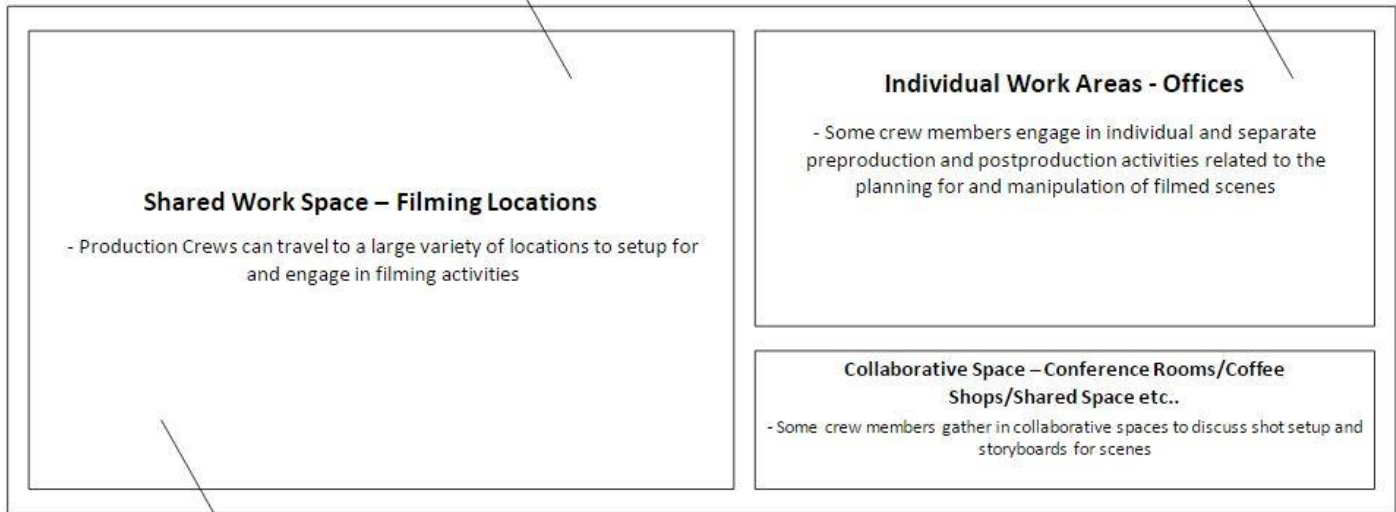 Shared Work Space – Filming Locations
- Production Crews can travel to a large variety of locations to setup for
and engage in filming activities
Individual Work Areas - Offices
- Some crew members engage in individual and separate
preproduction and postproduction activities related to the
planning for and manipulation of filmed scenes
Collaborative Space – Conference Rooms/Coffee
Shops/Shared Space etc..
- Some crew members gather in collaborative spaces to discuss shot setup and
storyboards for scenes